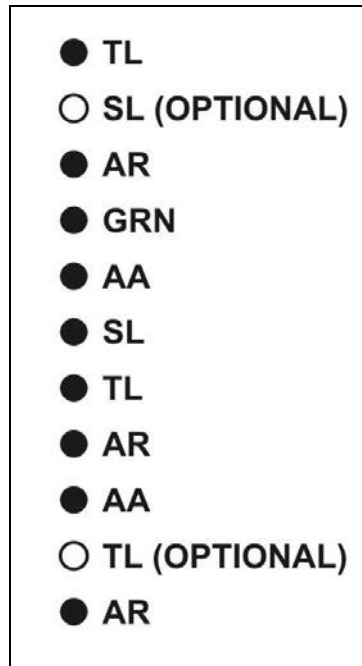 TL
SL (OPTIONAL)
AR
GRN
AA
SL
TL
AR
AA
TL (OPTIONAL)
AR